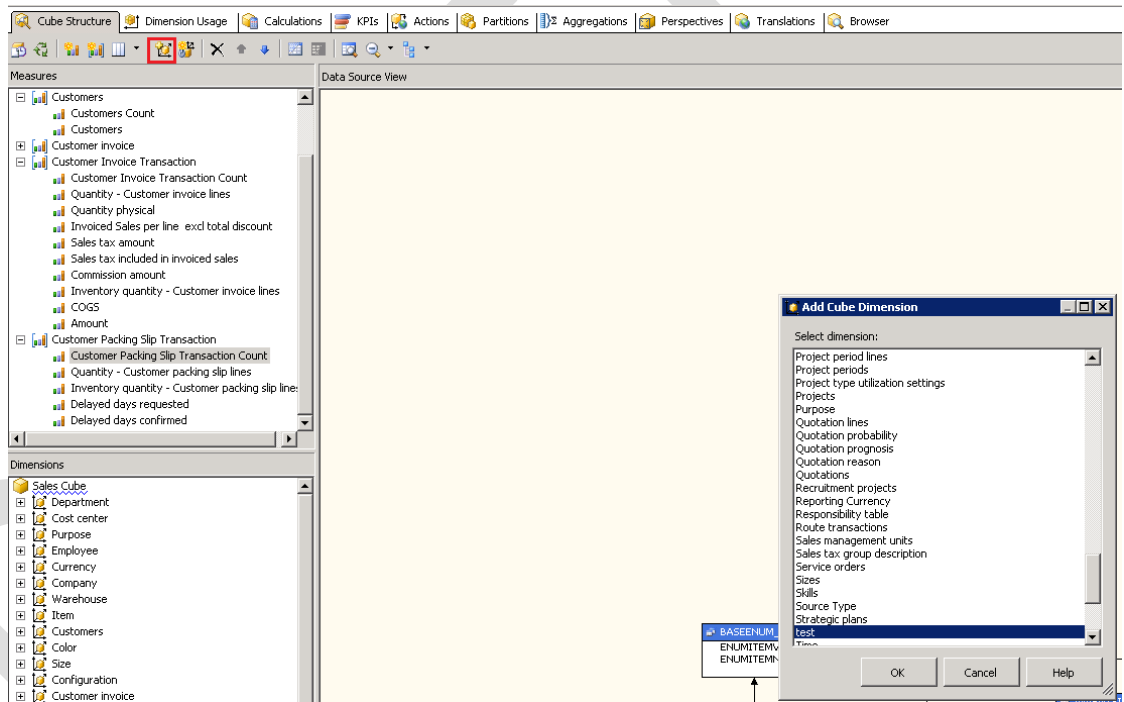 Cube Structure Dimension Usage Calculations KPIs Actions Partitions Aggregations Perspectives Translations Browser
Measures
Data Source View
Customers
Customers Count
Customers
Customer invoice
Customer Invoice Transaction
Customer Invoice Transaction Count
Quantity - Customer invoice lines
Quantity physical
Invoiced Sales per line excl total discount
Sales tax amount
Sales tax included in invoiced sales
Commission amount
Inventory quantity - Customer invoice lines
COGS
Amount
Customer Packing Slip Transaction
Customer Packing Slip Transaction Count
Quantity - Customer packing slip lines
Inventory quantity - Customer packing slip line
Delayed days requested
Delayed days confirmed
Dimensions
Sales Cube
Department
Cost center
Purpose
Employee
Currency
Company
Warehouse
Item
Customers
Color
Size
Configuration
Customer invoice
BASEENUM_
ENUMITEMV
ENUMITEMN
Add Cube Dimension
Select dimension:
Project period lines
Project periods
Project type utilization settings
Projects
Purpose
Quotation lines
Quotation probability
Quotation prognosis
Quotation reason
Quotations
Recruitment projects
Reporting Currency
Responsibility table
Route transactions
Sales management units
Sales tax group description
Service orders
Sizes
Skills
Source Type
Strategic plans
test
Time
OK Cancel Help